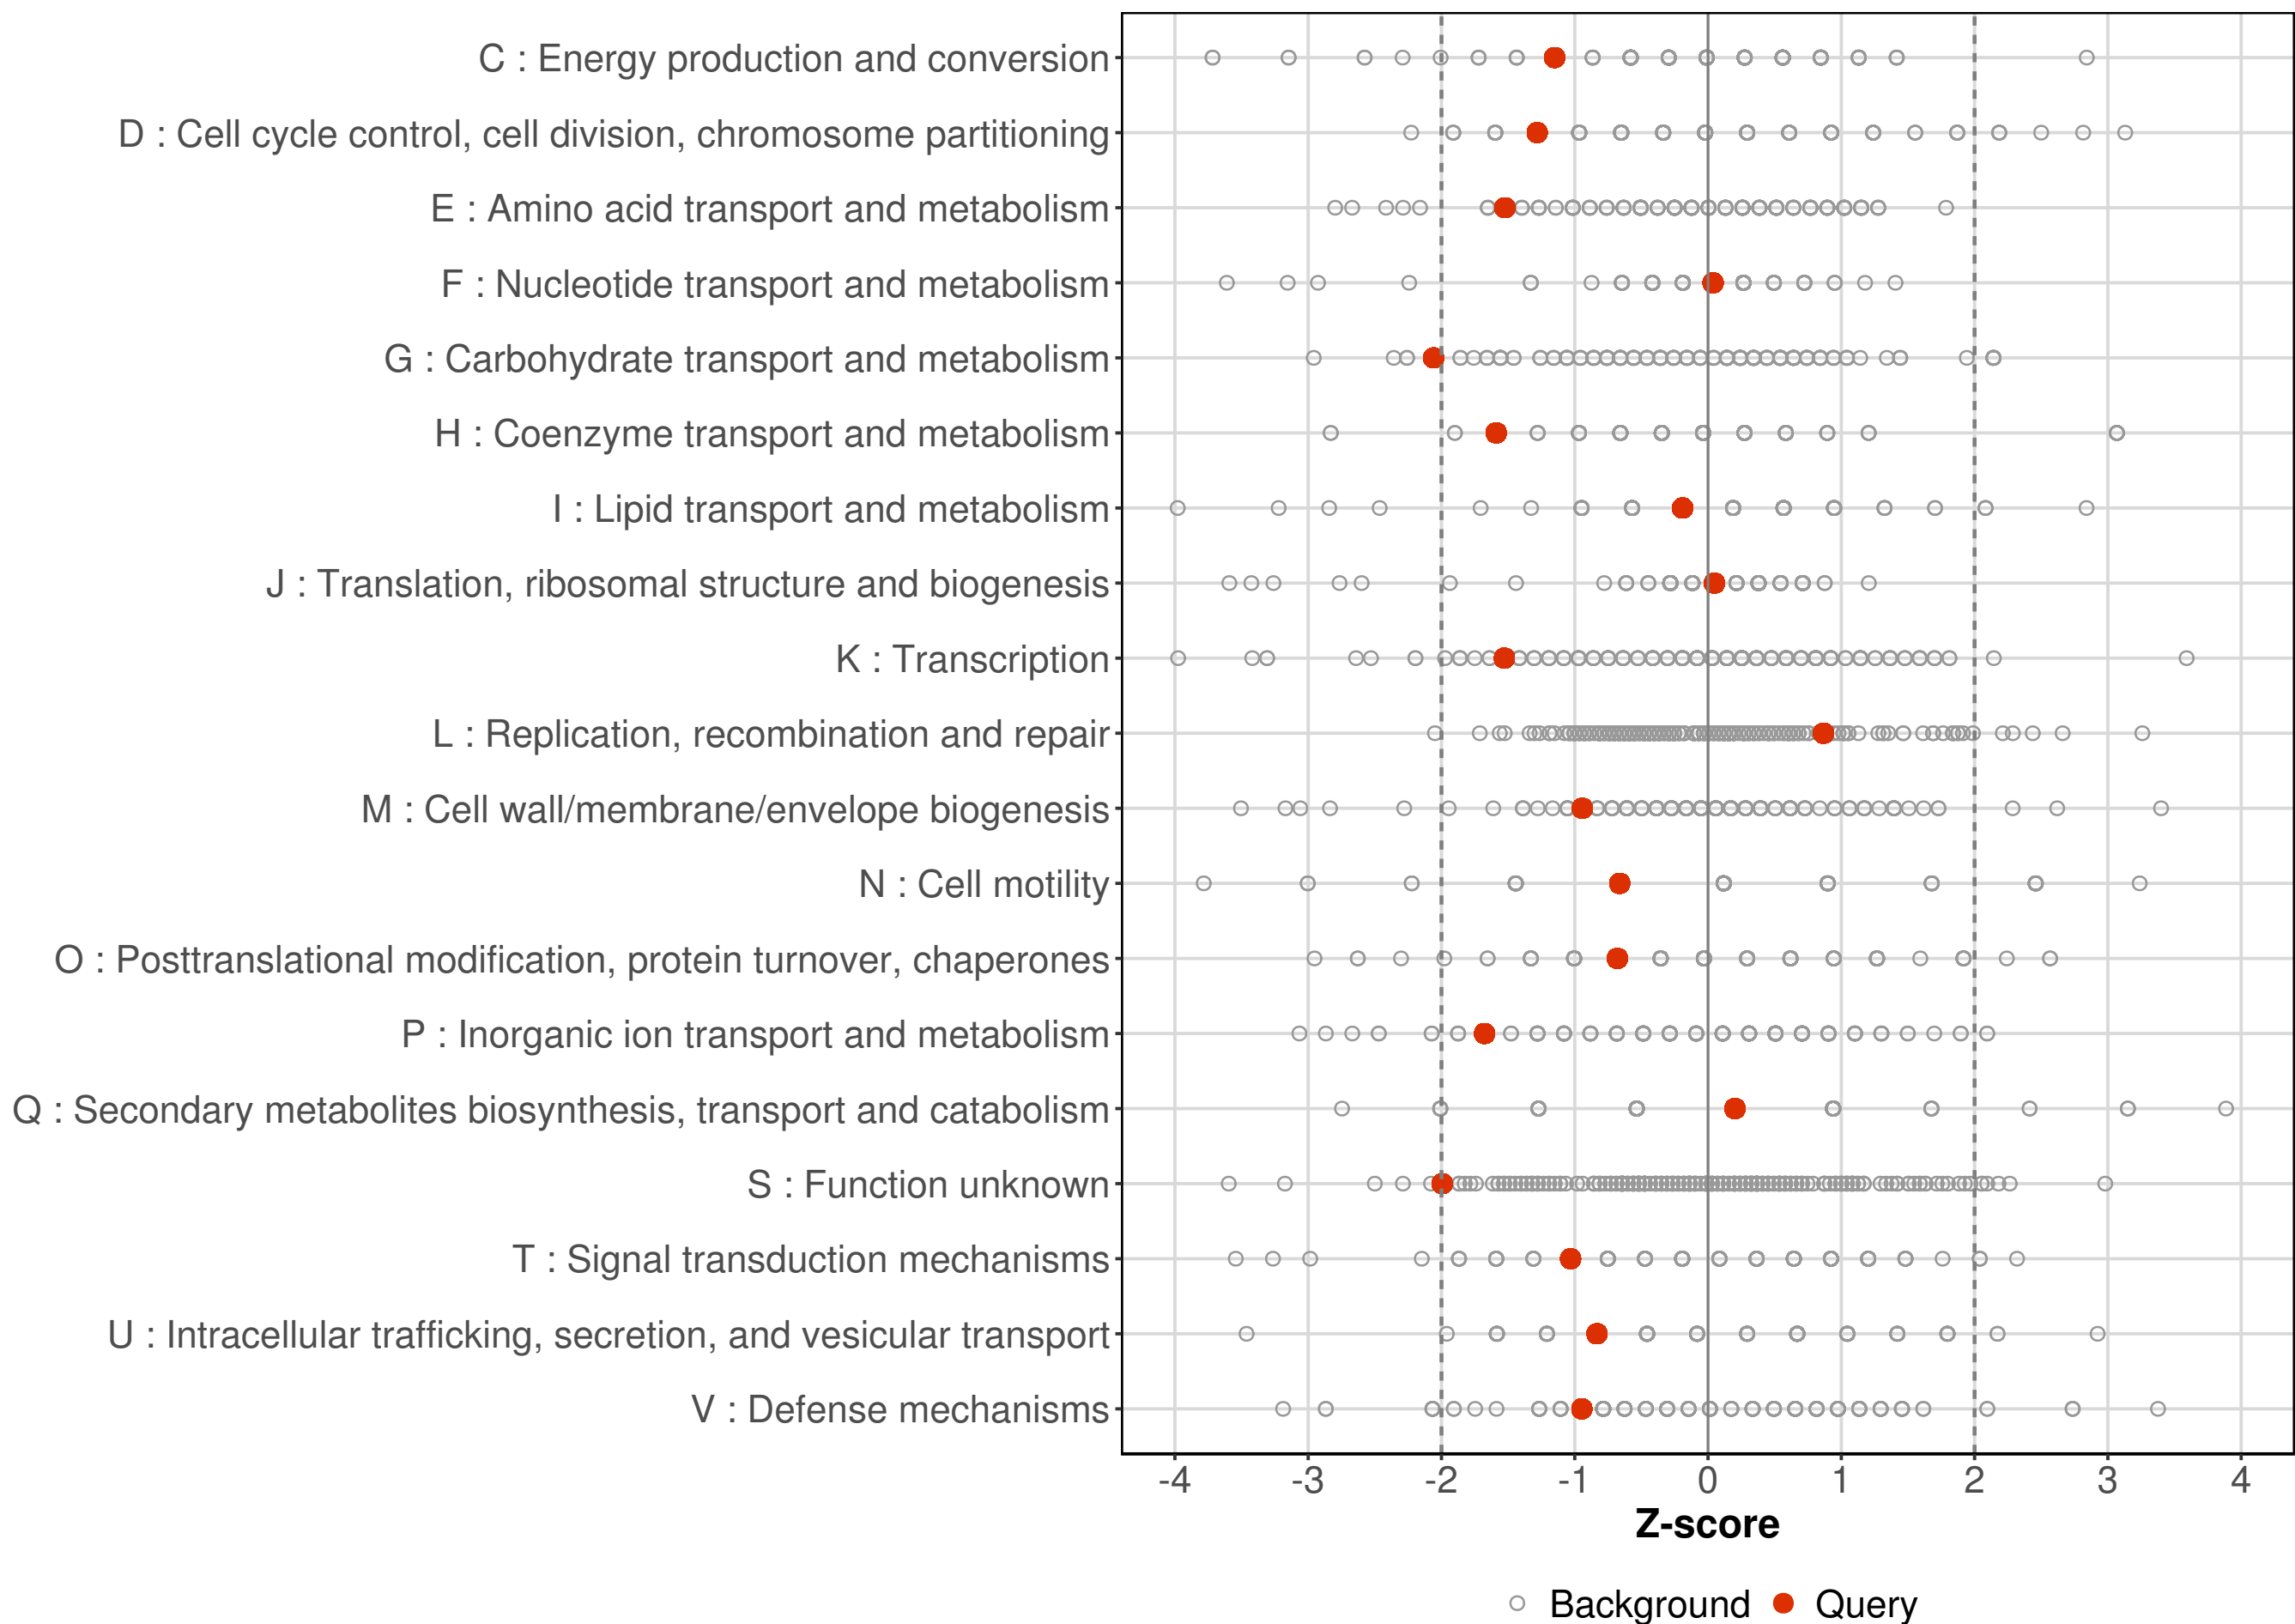 C : Energy production and conversion
D : Cell cycle control, cell division, chromosome partitioning
E : Amino acid transport and metabolism
F : Nucleotide transport and metabolism
G : Carbohydrate transport and metabolism
H : Coenzyme transport and metabolism
I : Lipid transport and metabolism
J : Translation, ribosomal structure and biogenesis
K : Transcription
L : Replication, recombination and repair
M : Cell wall/membrane/envelope biogenesis
N : Cell motility
O : Posttranslational modification, protein turnover, chaperones
P : Inorganic ion transport and metabolism
Q : Secondary metabolites biosynthesis, transport and catabolism
S : Function unknown
T : Signal transduction mechanisms
U : Intracellular trafficking, secretion, and vesicular transport
V : Defense mechanisms
-4 -3 -2 -1 0 1 2 3 4
Z-score
Background Query